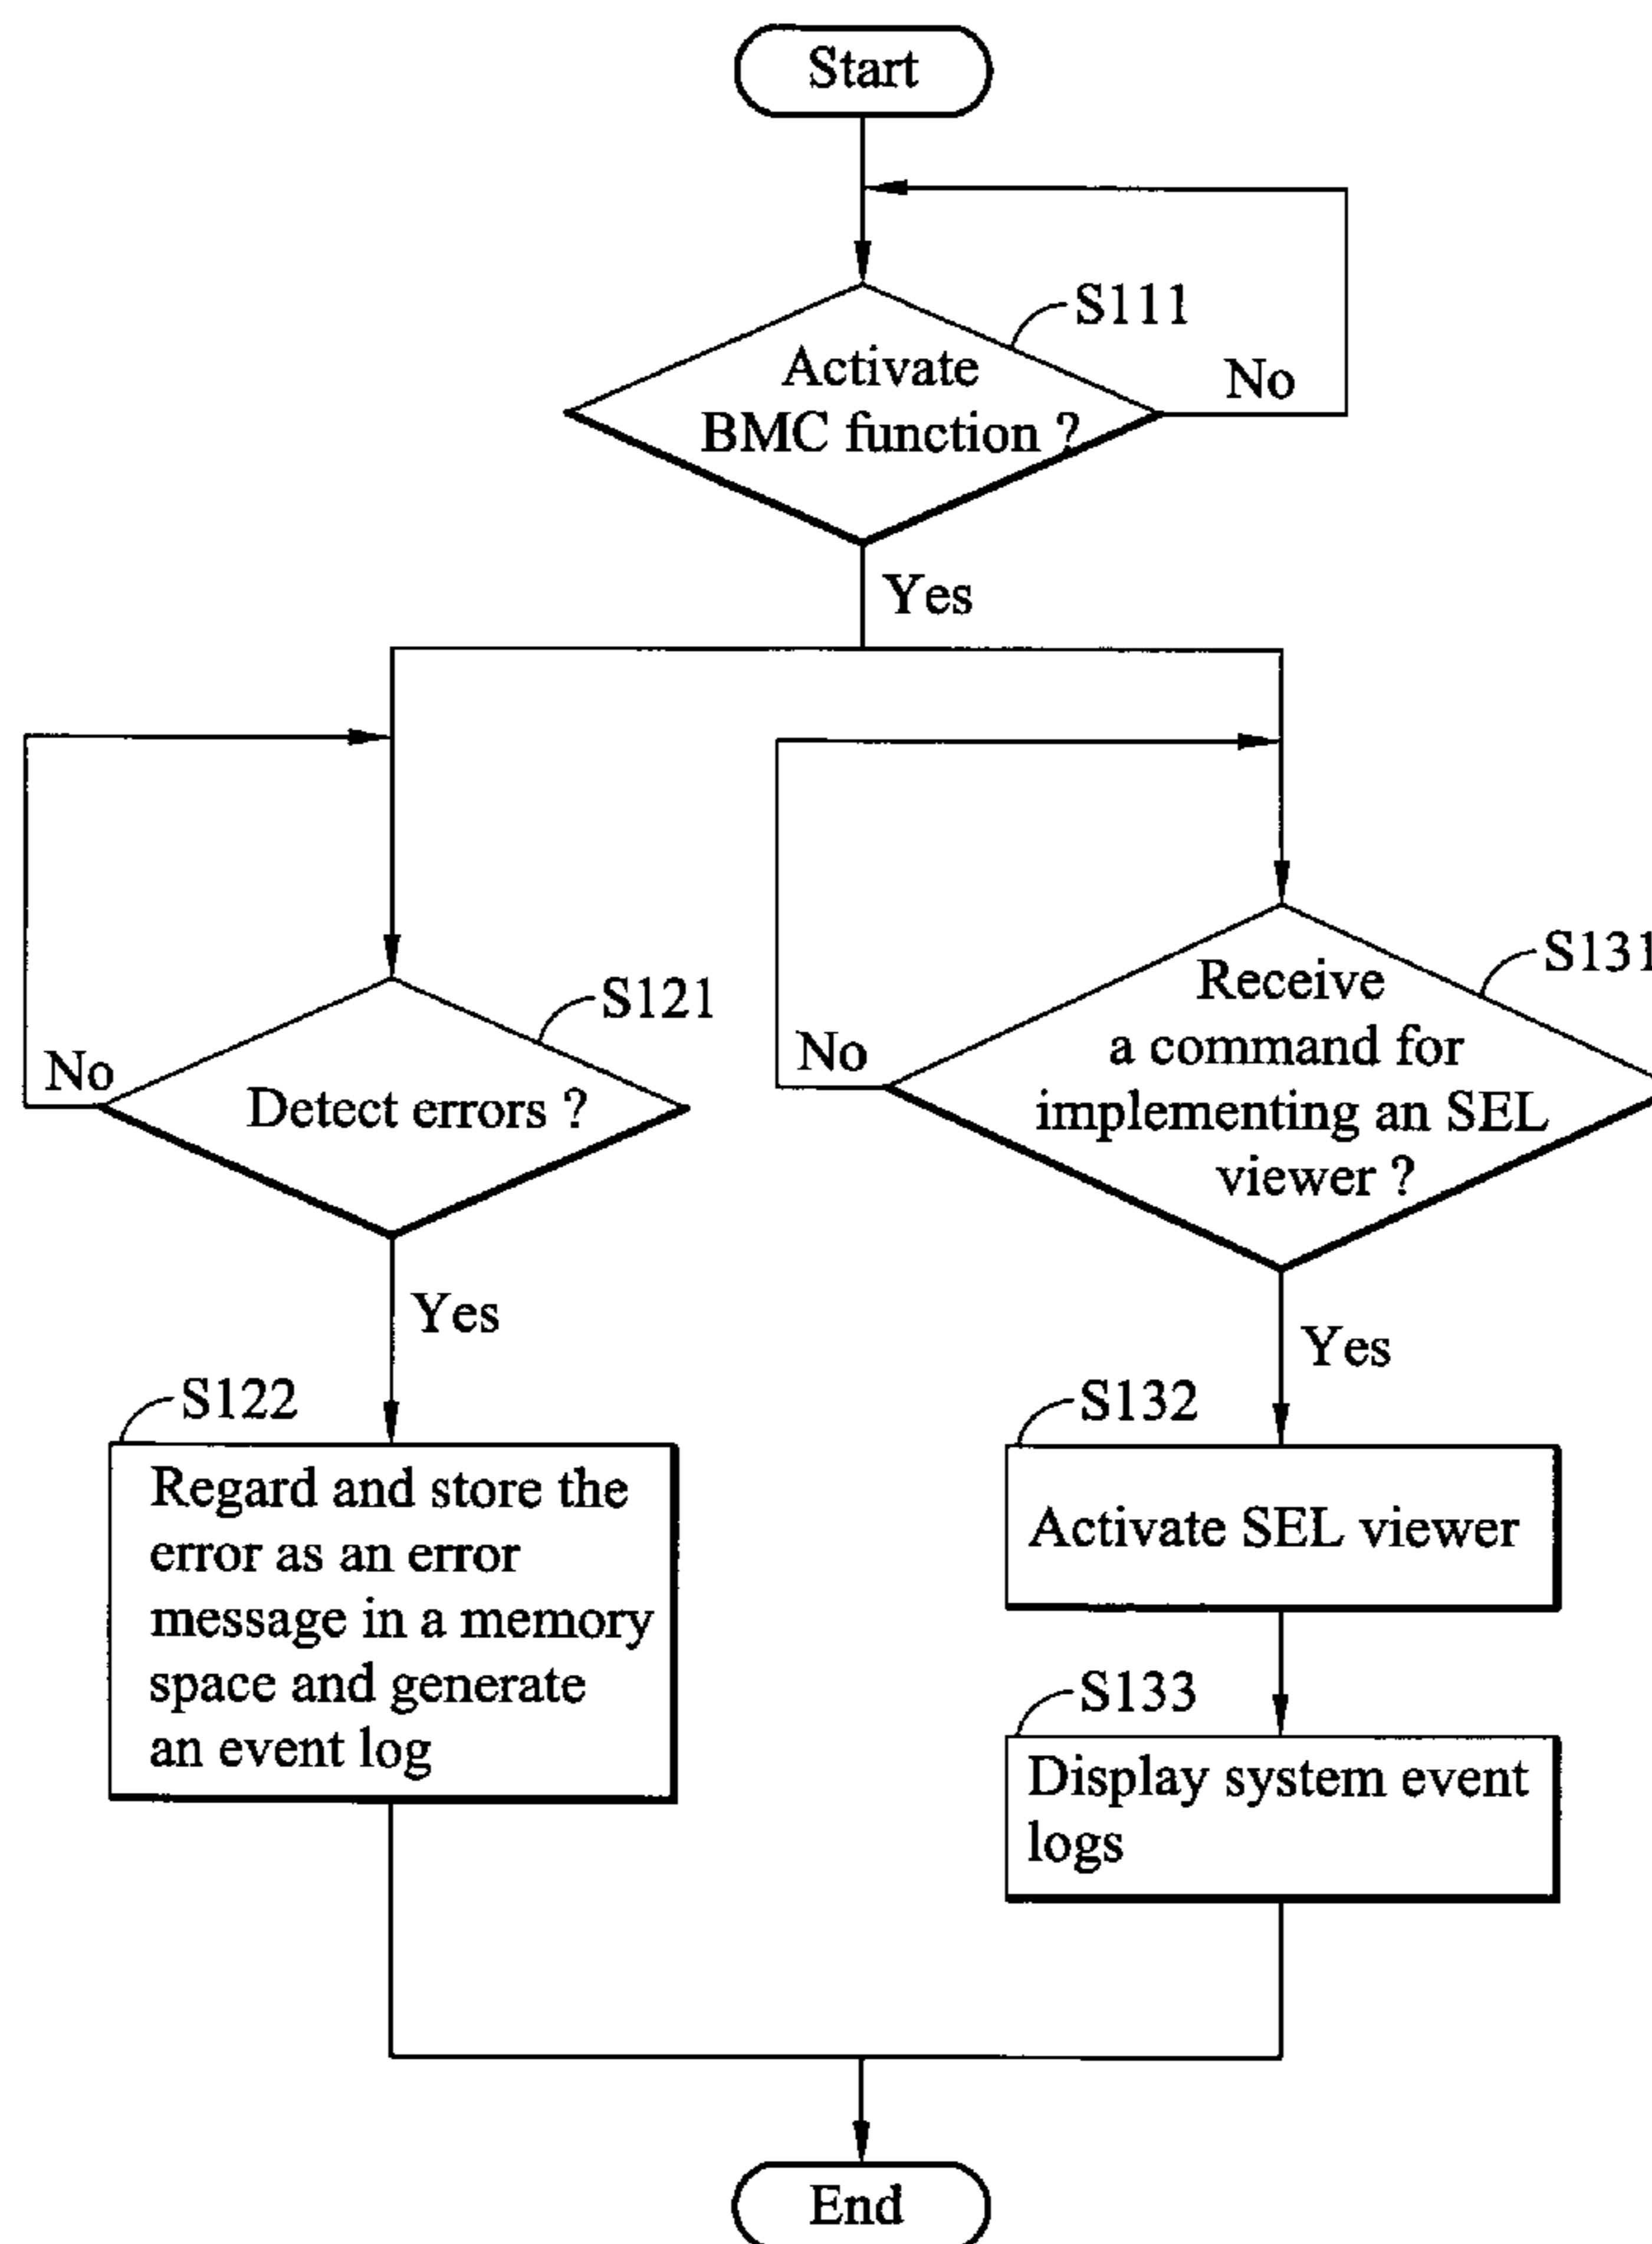 Start
S111
Activate
BMC function ?
No
Yes
S121
No
Detect errors ?
Yes
S122
Regard and store the
error as an error
message in a memory
space and generate
an event log
S131
Receive
a command for
implementing an SEL
viewer ?
No
Yes
S132
Activate SEL viewer
S133
Display system event
logs
End